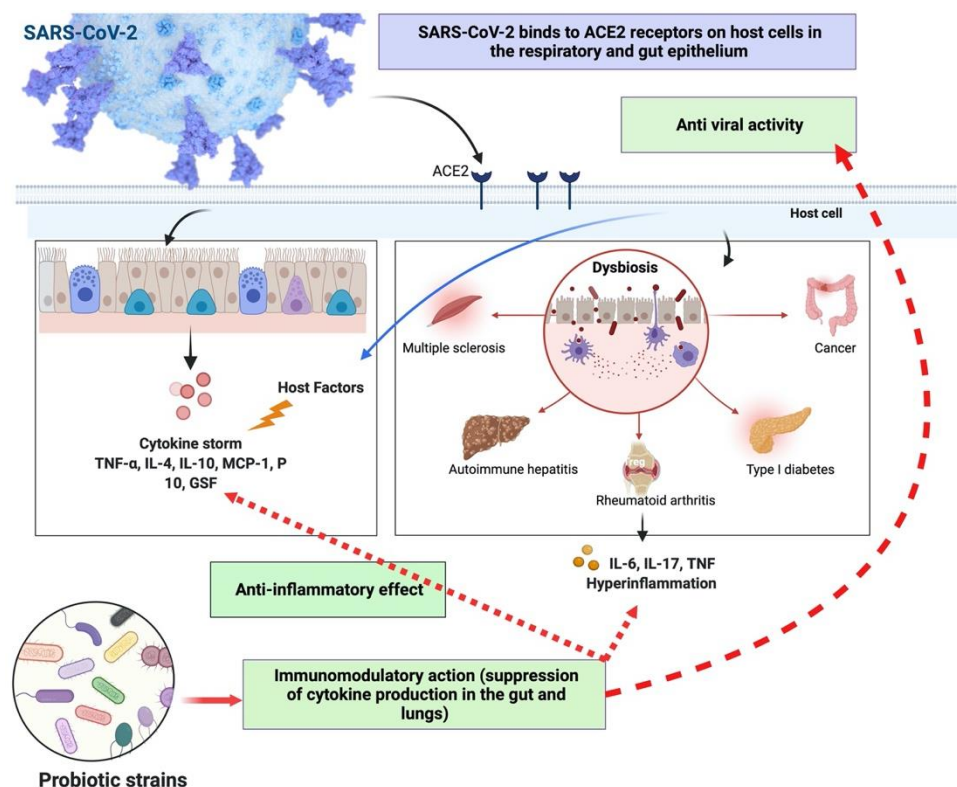 SARS-CoV-2
SARS-CoV-2 binds to ACE2 receptors on host cells in
the respiratory and gut epithelium
Anti viral activity
ACE2
Host cell
Dysbiosis
Multiple sclerosis
Cancer
Host Factors
Cytokine storm
TNF-α, IL-4, IL-10, MCP-1, P
10, GSF
Autoimmune hepatitis
Treg
Rheumatoid arthritis
Type I diabetes
IL-6, IL-17, TNF
Hyperinflammation
Anti-inflammatory effect
Immunomodulatory action (suppression
of cytokine production in the gut and
lungs)
Probiotic strains